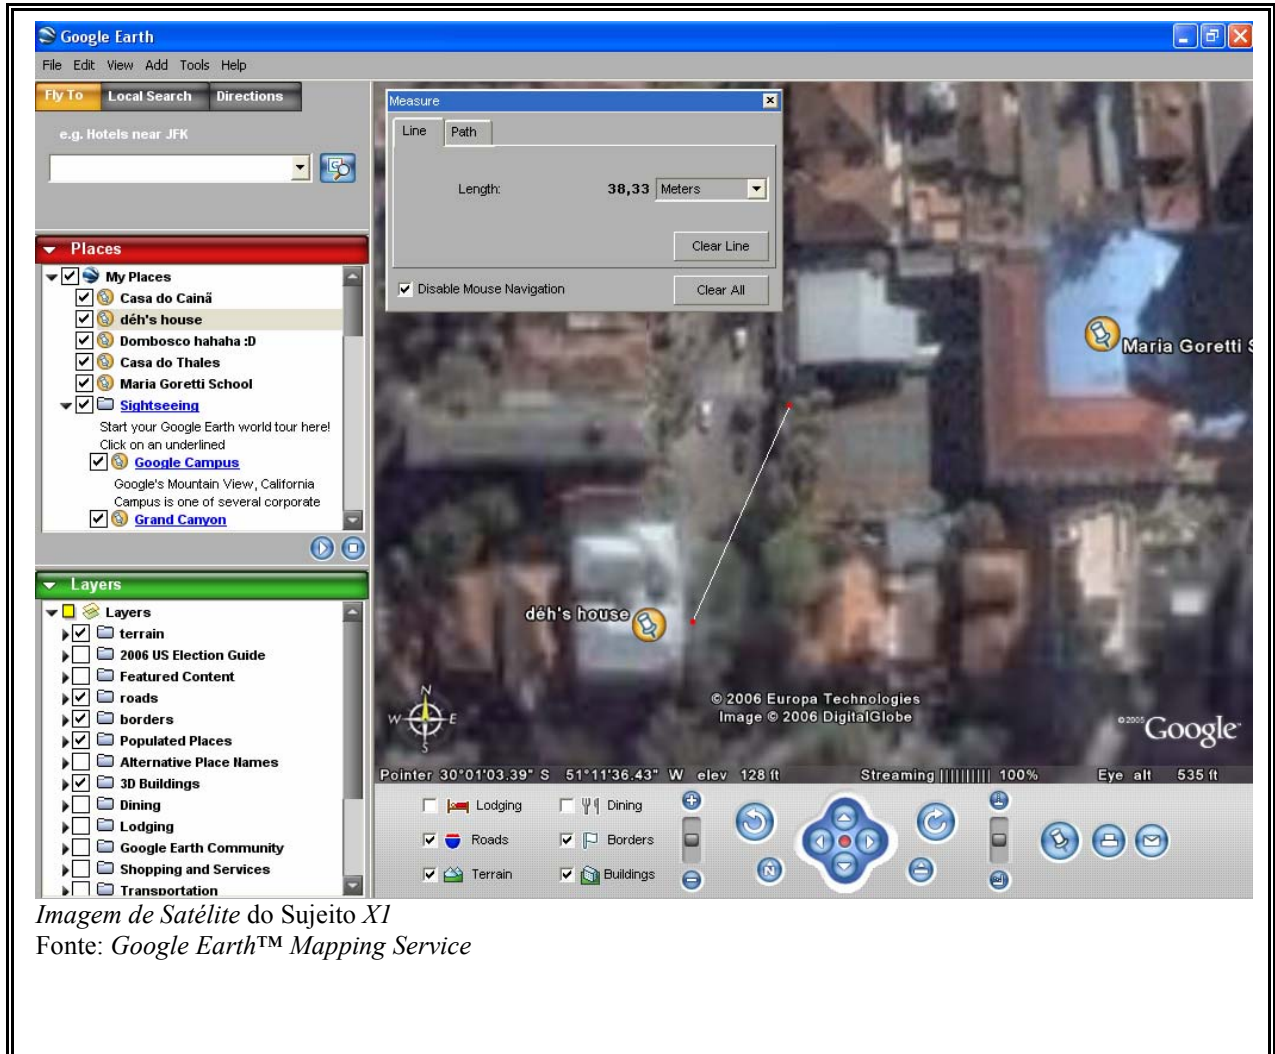 Google Earth
File Edit View Add Tools Help
Fly To Local Search Directions
e.g. Hotels near JFK
Places
My Places
Casa do Cainã
déh's house
Dombosco hahaha :D
Casa do Thales
Maria Goretti School
Sightseeing
Start your Google Earth world tour here!
Click on an underlined
Google Campus
Google's Mountain View, California
Campus is one of several corporate
Grand Canyon
Layers
Layers
terrain
2006 US Election Guide
Featured Content
roads
borders
Populated Places
Alternative Place Names
3D Buildings
Dining
Lodging
Google Earth Community
Shopping and Services
Transportation
Measure
Line Path
Length: 38,33 Meters
Clear Line
Disable Mouse Navigation Clear All
Maria Goretti S
déh's house
N
W E
S
© 2006 Europa Technologies
Image © 2006 DigitalGlobe
©2005 Google™
Pointer 30°01'03.39" S 51°11'36.43" W elev 128 ft Streaming |||||||||| 100% Eye alt 535 ft
Lodging Dining
Roads Borders
Terrain Buildings
N
Imagem de Satélite do Sujeito X1
Fonte: Google Earth™ Mapping Service